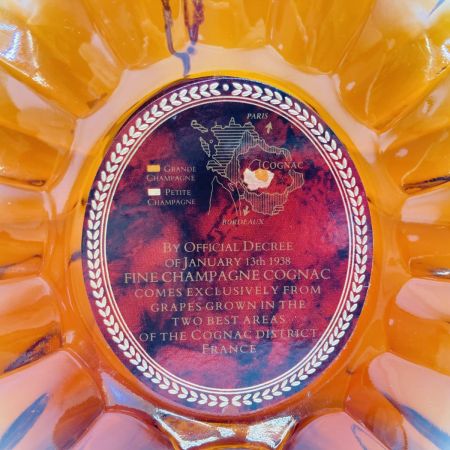 PARIS
COGNAC
GRANDE
CHAMPAGNE
PETITE
CHAMPAGNE
BORDEAUX
BY OFFICIAL DECREE
OF JANUARY 13th 1938
FINE CHAMPAGNE COGNAC
COMES EXCLUSIVELY FROM
GRAPES GROWN IN THE
TWO BEST AREAS
OF THE COGNAC DISTRICT
FRANCE